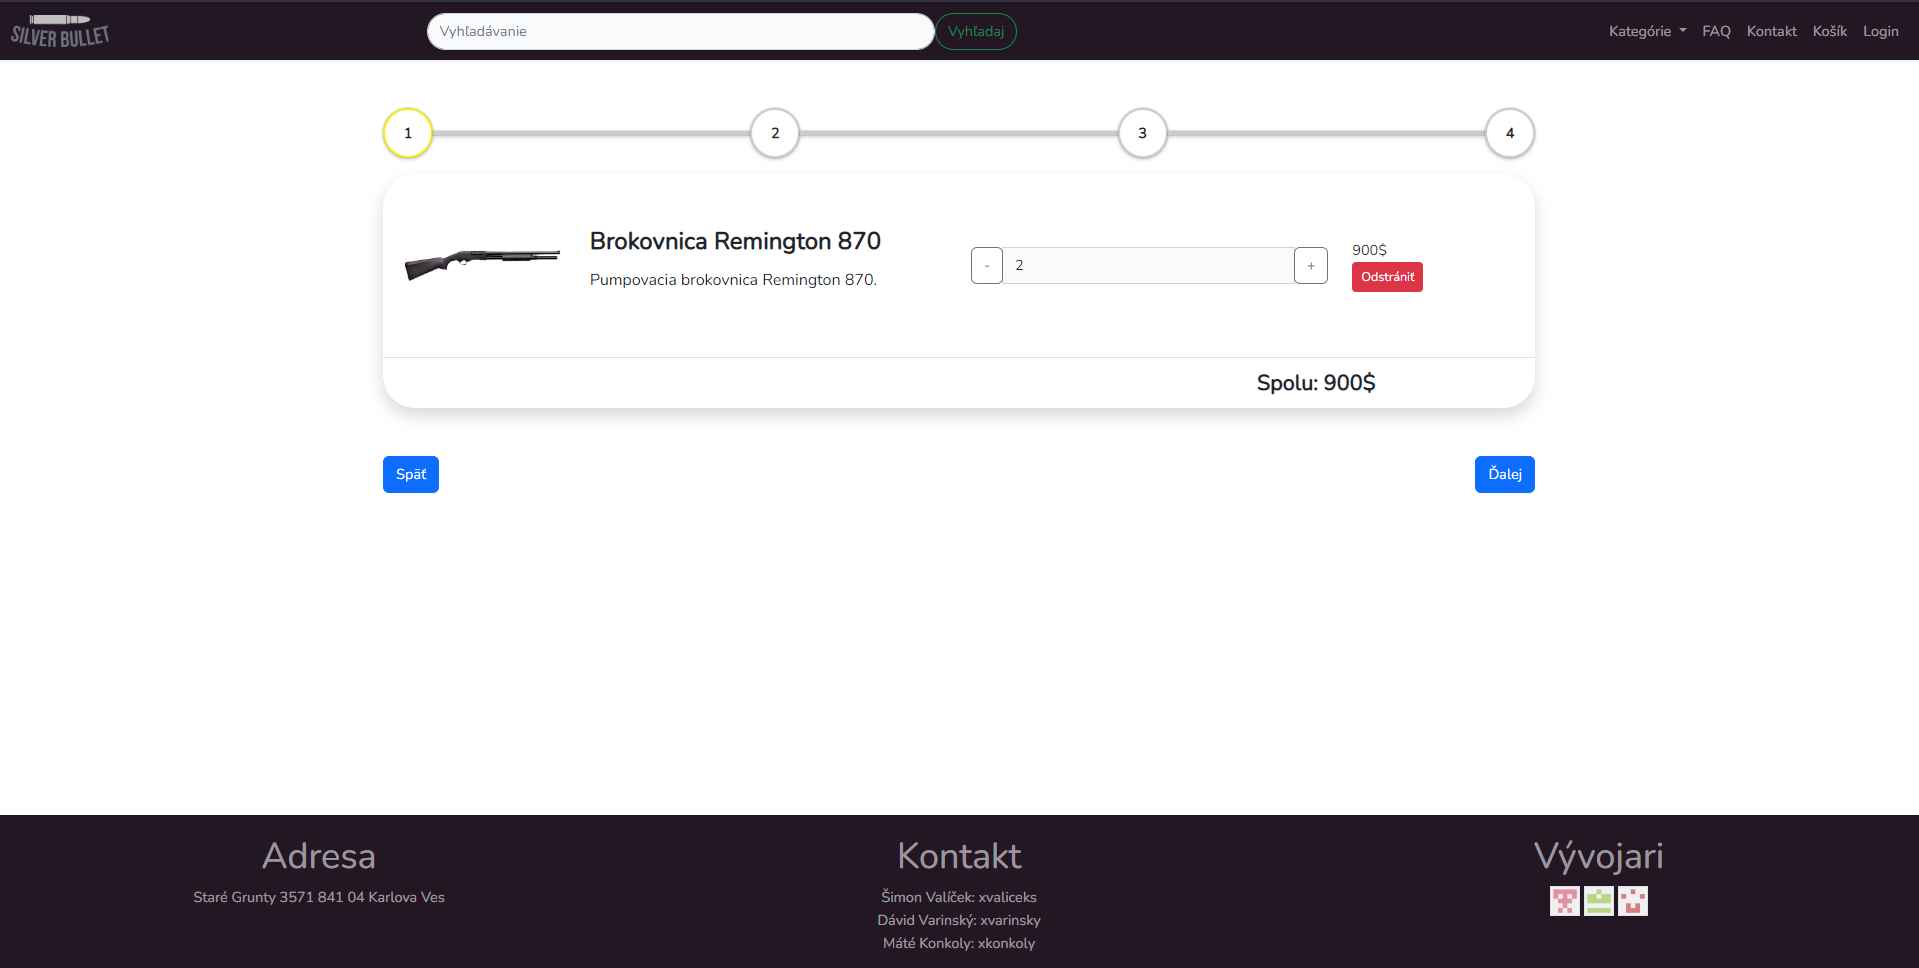 SILVER BULLET
Vyhľadávanie
Vyhľadaj
Kategórie
FAQ
Kontakt
Košík
Login
1
2
3
4
Brokovnica Remington 870
Pumpovacia brokovnica Remington 870.
-
2
+
900$
Odstrániť
Spolu: 900$
Späť
Ďalej
Adresa
Staré Grunty 3571 841 04 Karlova Ves
Kontakt
Šimon Valíček: xvaliceks
Dávid Varinský: xvarinsky
Máté Konkoly: xkonkoly
Vývojari